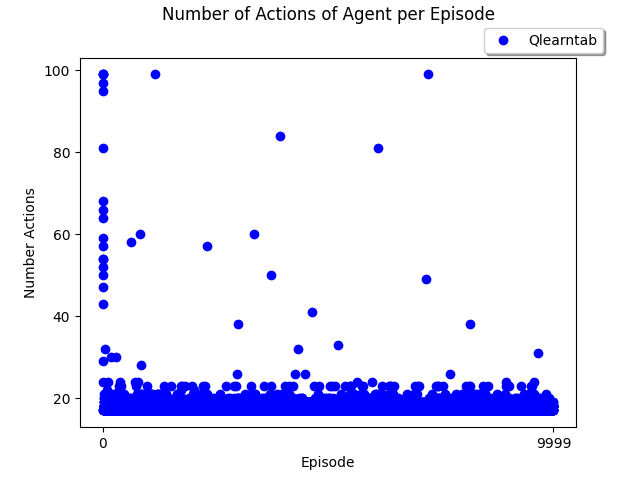 Number of Actions of Agent per Episode
Qlearntab
100
80
60
40
20
Number Actions
0
9999
Episode